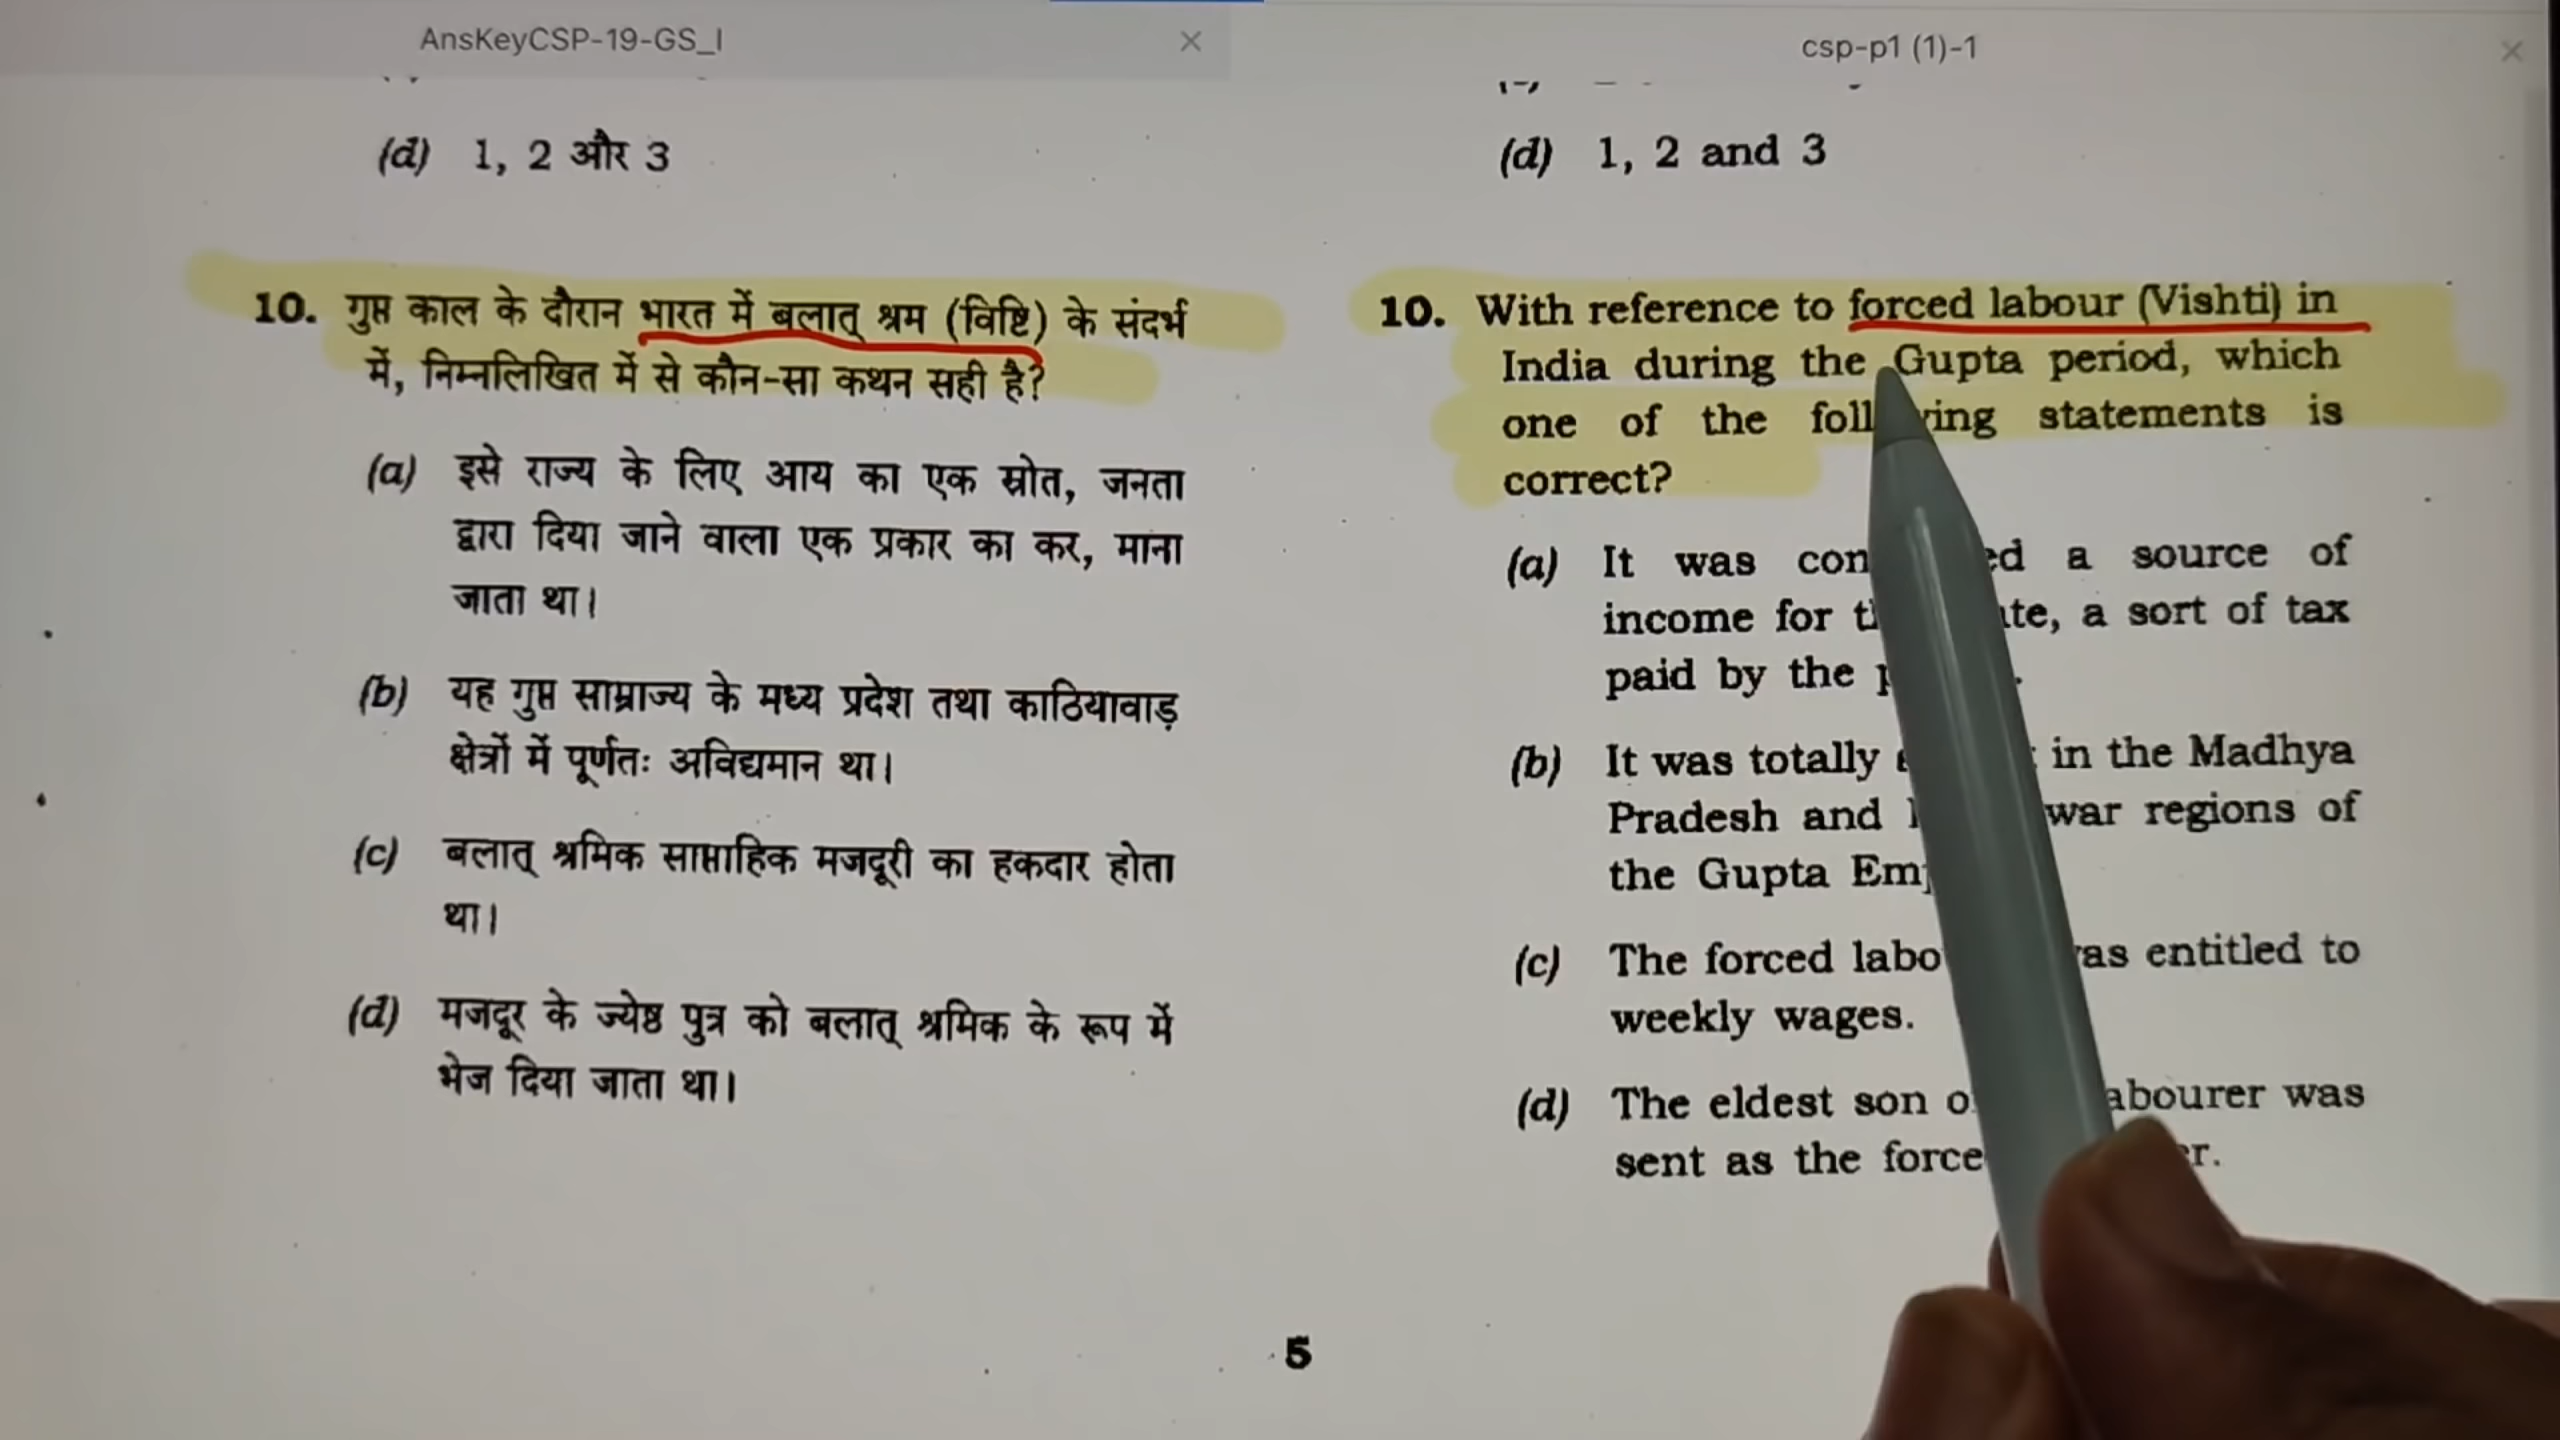 AnsKeyCSP-19-GS_I
csp-p1 (1)-1
(d) 1, 2 और 3
10. गुप्त काल के दौरान भारत में बलात् श्रम (विष्टि) के संदर्भ
में, निम्नलिखित में से कौन-सा कथन सही है?
(a) इसे राज्य के लिए आय का एक स्रोत, जनता
द्वारा दिया जाने वाला एक प्रकार का कर, माना
जाता था।
(b) यह गुप्त साम्राज्य के मध्य प्रदेश तथा काठियावाड़
क्षेत्रों में पूर्णतः अविद्यमान था।
(c) बलात् श्रमिक साप्ताहिक मजदूरी का हकदार होता
था।
(d) मजदूर के ज्येष्ठ पुत्र को बलात् श्रमिक के रूप में
भेज दिया जाता था।
(d) 1, 2 and 3
10. With reference to forced labour (Vishti) in
India during the Gupta period, which
one of the statements is
correct?
(a) It was a source of
income for a sort of tax
paid by the
(b) It was totally in the Madhya
Pradesh and regions of
the Gupta
(c) The forced entitled to
weekly wages.
(d) The eldest son was
sent as the
5